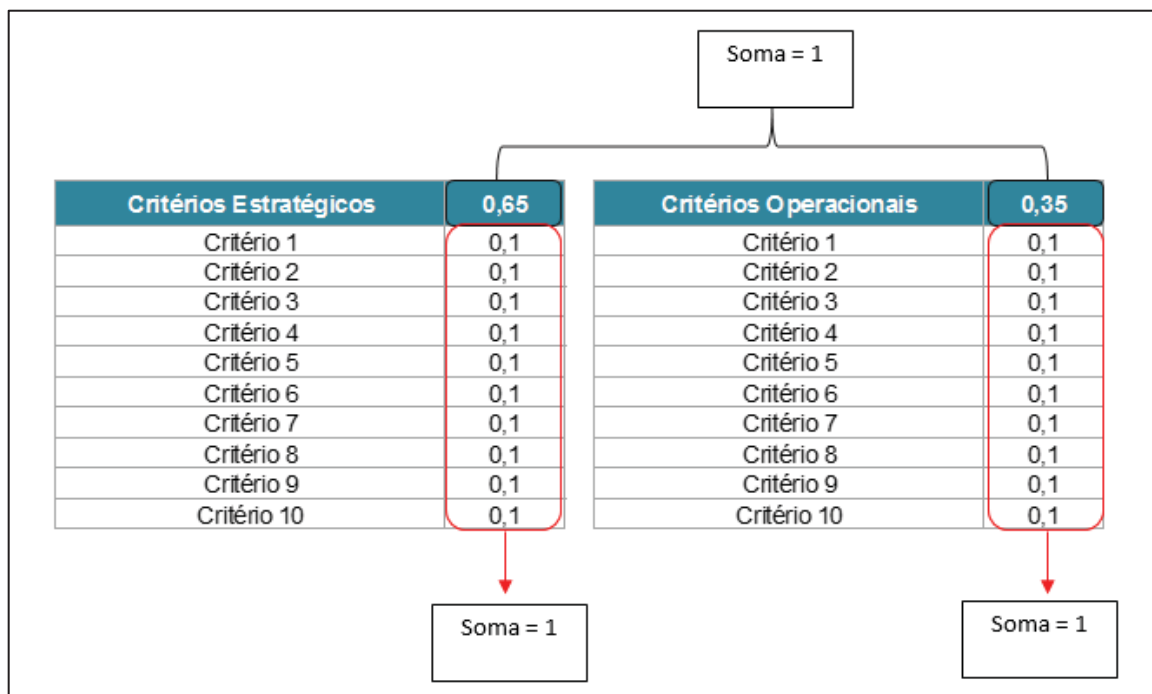 Soma = 1
Critérios Estratégicos 0,65 Critérios Operacionais 0,35
Critério 1 0,1 Critério 1 0,1
Critério 2 0,1 Critério 2 0,1
Critério 3 0,1 Critério 3 0,1
Critério 4 0,1 Critério 4 0,1
Critério 5 0,1 Critério 5 0,1
Critério 6 0,1 Critério 6 0,1
Critério 7 0,1 Critério 7 0,1
Critério 8 0,1 Critério 8 0,1
Critério 9 0,1 Critério 9 0,1
Critério 10 0,1 Critério 10 0,1
Soma = 1 Soma = 1